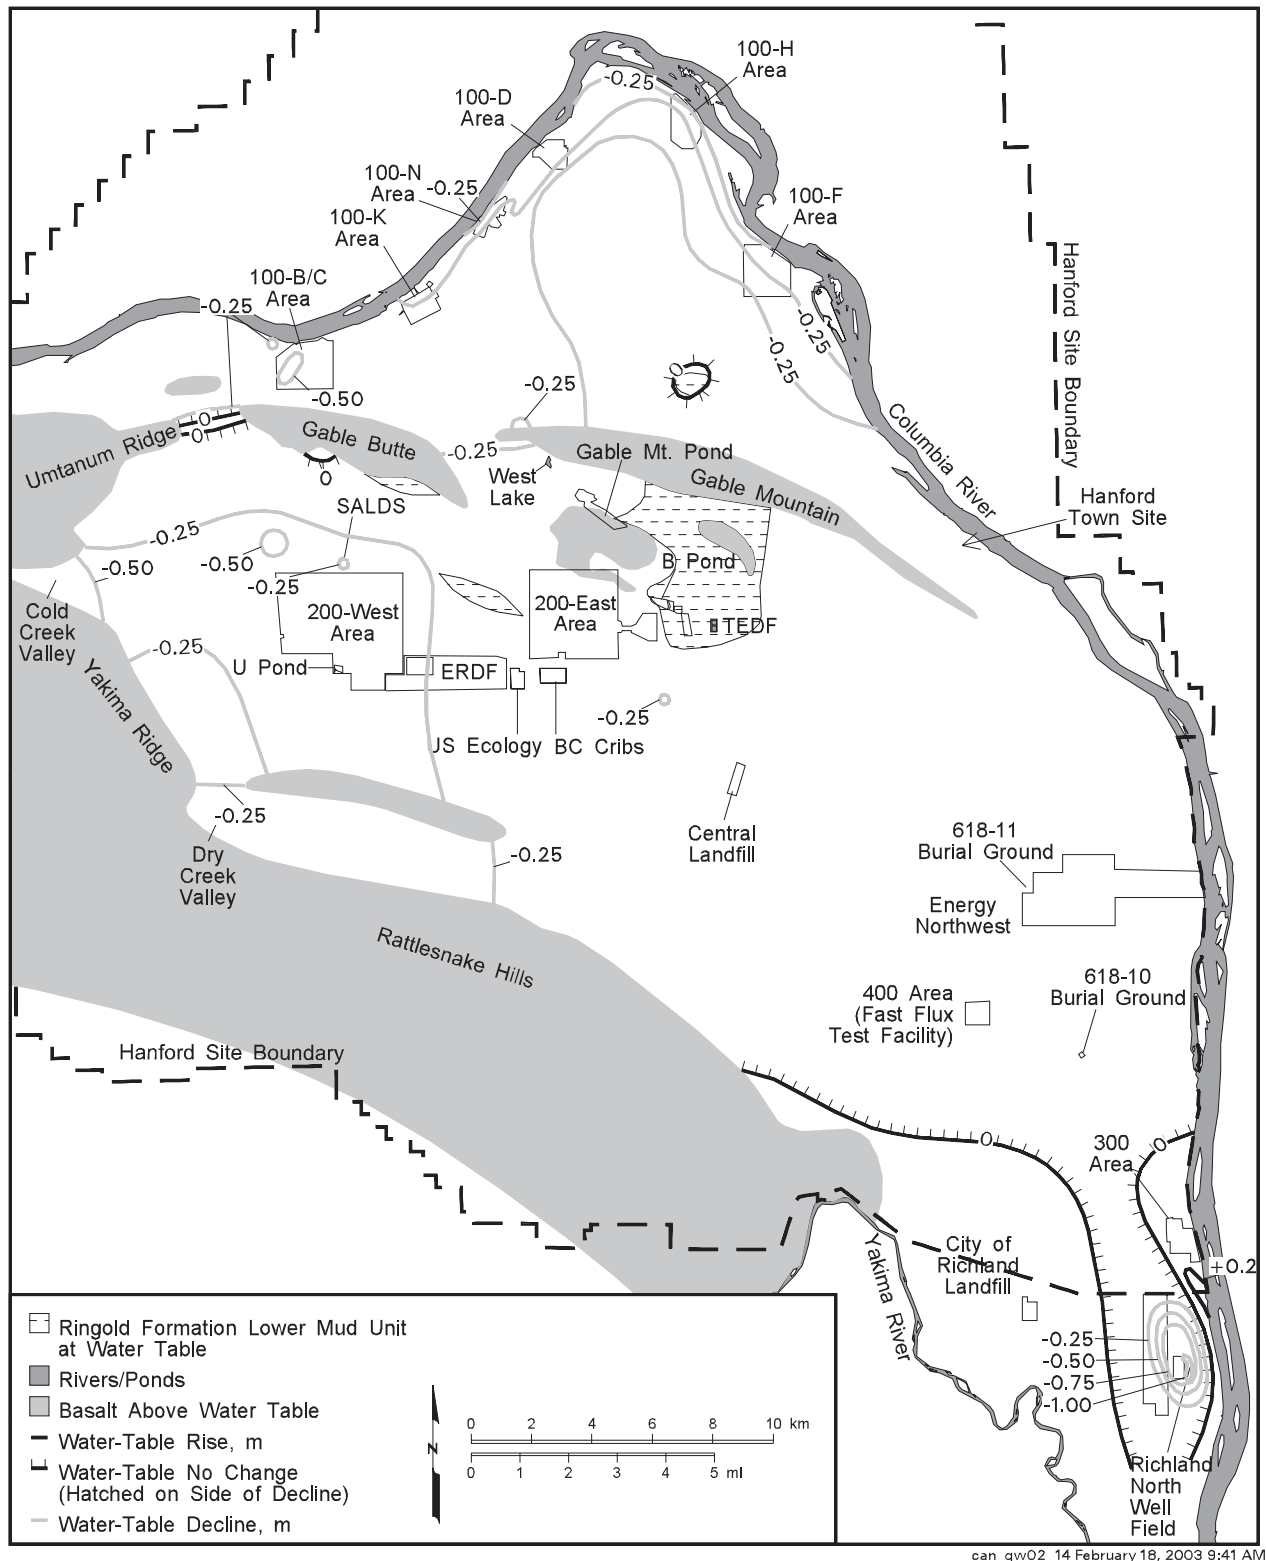 100-H
Area
-0.25
100-D
Area
100-N
Area
-0.25
100-K
Area
100-F
Area
100-B/C
Area
-0.25
Hanford Site Boundary
-0.25
-0.25
0
-0.50
-0.25
Columbia River
0
0
Umtanum Ridge
Gable Butte
-0.25
Gable Mt. Pond
West
Lake
Gable Mountain
0
SALDS
Hanford
Town Site
-0.25
-0.50
-0.50
-0.25
B Pond
Cold
Creek
Valley
200-West
Area
200-East
Area
TEDF
-0.25
U Pond
ERDF
Yakima Ridge
-0.25
US Ecology
BC Cribs
-0.25
Central
Landfill
618-11
Burial Ground
-0.25
Dry
Creek
Valley
Energy
Northwest
Rattlesnake Hills
618-10
Burial Ground
400 Area
(Fast Flux
Test Facility)
Hanford Site Boundary
0
300
Area
0
Yakima River
City of
Richland
Landfill
+0.2
-0.25
-0.50
-0.75
-1.00
Richland
North
Well
Field
Ringold Formation Lower Mud Unit
at Water Table
Rivers/Ponds
Basalt Above Water Table
Water-Table Rise, m
Water-Table No Change
(Hatched on Side of Decline)
Water-Table Decline, m
N
0 2 4 6 8 10 km
0 1 2 3 4 5 mi
can_gw02_14 February 18, 2003 9:41 AM